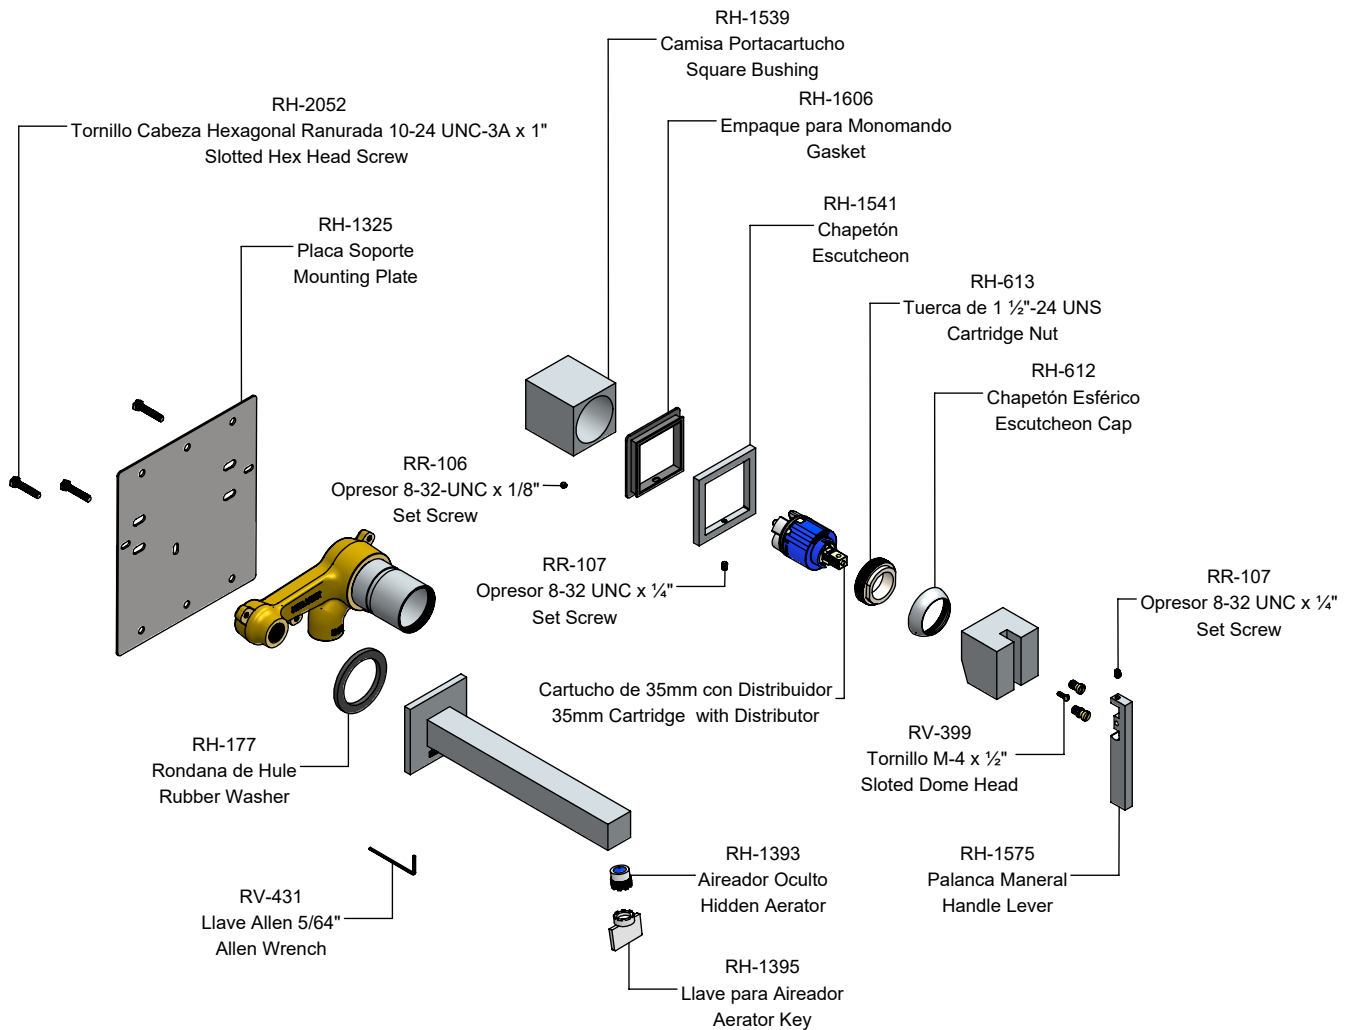 RH-1539
Camisa Portacartucho
Square Bushing
RH-2052
Tornillo Cabeza Hexagonal Ranurada 10-24 UNC-3A x 1"
Slotted Hex Head Screw
RH-1606
Empaque para Monomando
Gasket
RH-1325
Placa Soporte
Mounting Plate
RH-1541
Chapetón
Escutcheon
RH-613
Tuerca de 1 ½"-24 UNS
Cartridge Nut
RH-612
Chapetón Esférico
Escutcheon Cap
RR-106
Opresor 8-32-UNC x 1/8"
Set Screw
RR-107
Opresor 8-32 UNC x ¼"
Set Screw
RR-107
Opresor 8-32 UNC x ¼"
Set Screw
Cartucho de 35mm con Distribuidor
35mm Cartridge with Distributor
RH-177
Rondana de Hule
Rubber Washer
RV-399
Tornillo M-4 x ½"
Sloted Dome Head
RH-1393
Aireador Oculto
Hidden Aerator
RH-1575
Palanca Maneral
Handle Lever
RV-431
Llave Allen 5/64"
Allen Wrench
RH-1395
Llave para Aireador
Aerator Key